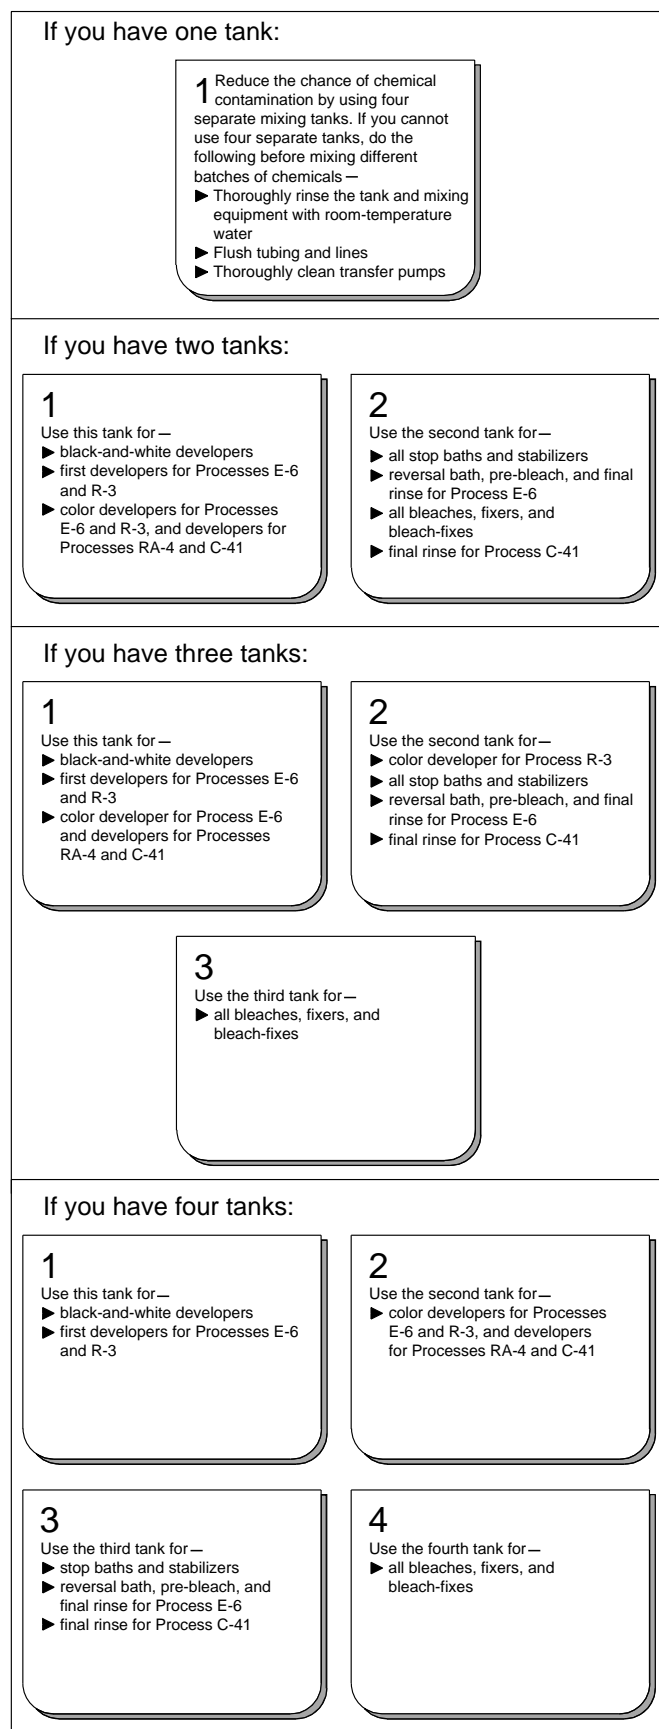 If you have one tank:
1 Reduce the chance of chemical
contamination by using four
separate mixing tanks. If you cannot
use four separate tanks, do the
following before mixing different
batches of chemicals—
▶ Thoroughly rinse the tank and mixing
equipment with room-temperature
water
▶ Flush tubing and lines
▶ Thoroughly clean transfer pumps
If you have two tanks:
1
Use this tank for—
▶ black-and-white developers
▶ first developers for Processes E-6
and R-3
▶ color developers for Processes
E-6 and R-3, and developers for
Processes RA-4 and C-41
2
Use the second tank for—
▶ all stop baths and stabilizers
▶ reversal bath, pre-bleach, and final
rinse for Process E-6
▶ all bleaches, fixers, and
bleach-fixes
▶ final rinse for Process C-41
If you have three tanks:
1
Use this tank for—
▶ black-and-white developers
▶ first developers for Processes E-6
and R-3
▶ color developer for Process E-6
and developers for Processes
RA-4 and C-41
2
Use the second tank for—
▶ color developer for Process R-3
▶ all stop baths and stabilizers
▶ reversal bath, pre-bleach, and final
rinse for Process E-6
▶ final rinse for Process C-41
3
Use the third tank for—
▶ all bleaches, fixers, and
bleach-fixes
If you have four tanks:
1
Use this tank for—
▶ black-and-white developers
▶ first developers for Processes E-6
and R-3
2
Use the second tank for—
▶ color developers for Processes
E-6 and R-3, and developers
for Processes RA-4 and C-41
3
Use the third tank for—
▶ stop baths and stabilizers
▶ reversal bath, pre-bleach, and
final rinse for Process E-6
▶ final rinse for Process C-41
4
Use the fourth tank for—
▶ all bleaches, fixers, and
bleach-fixes